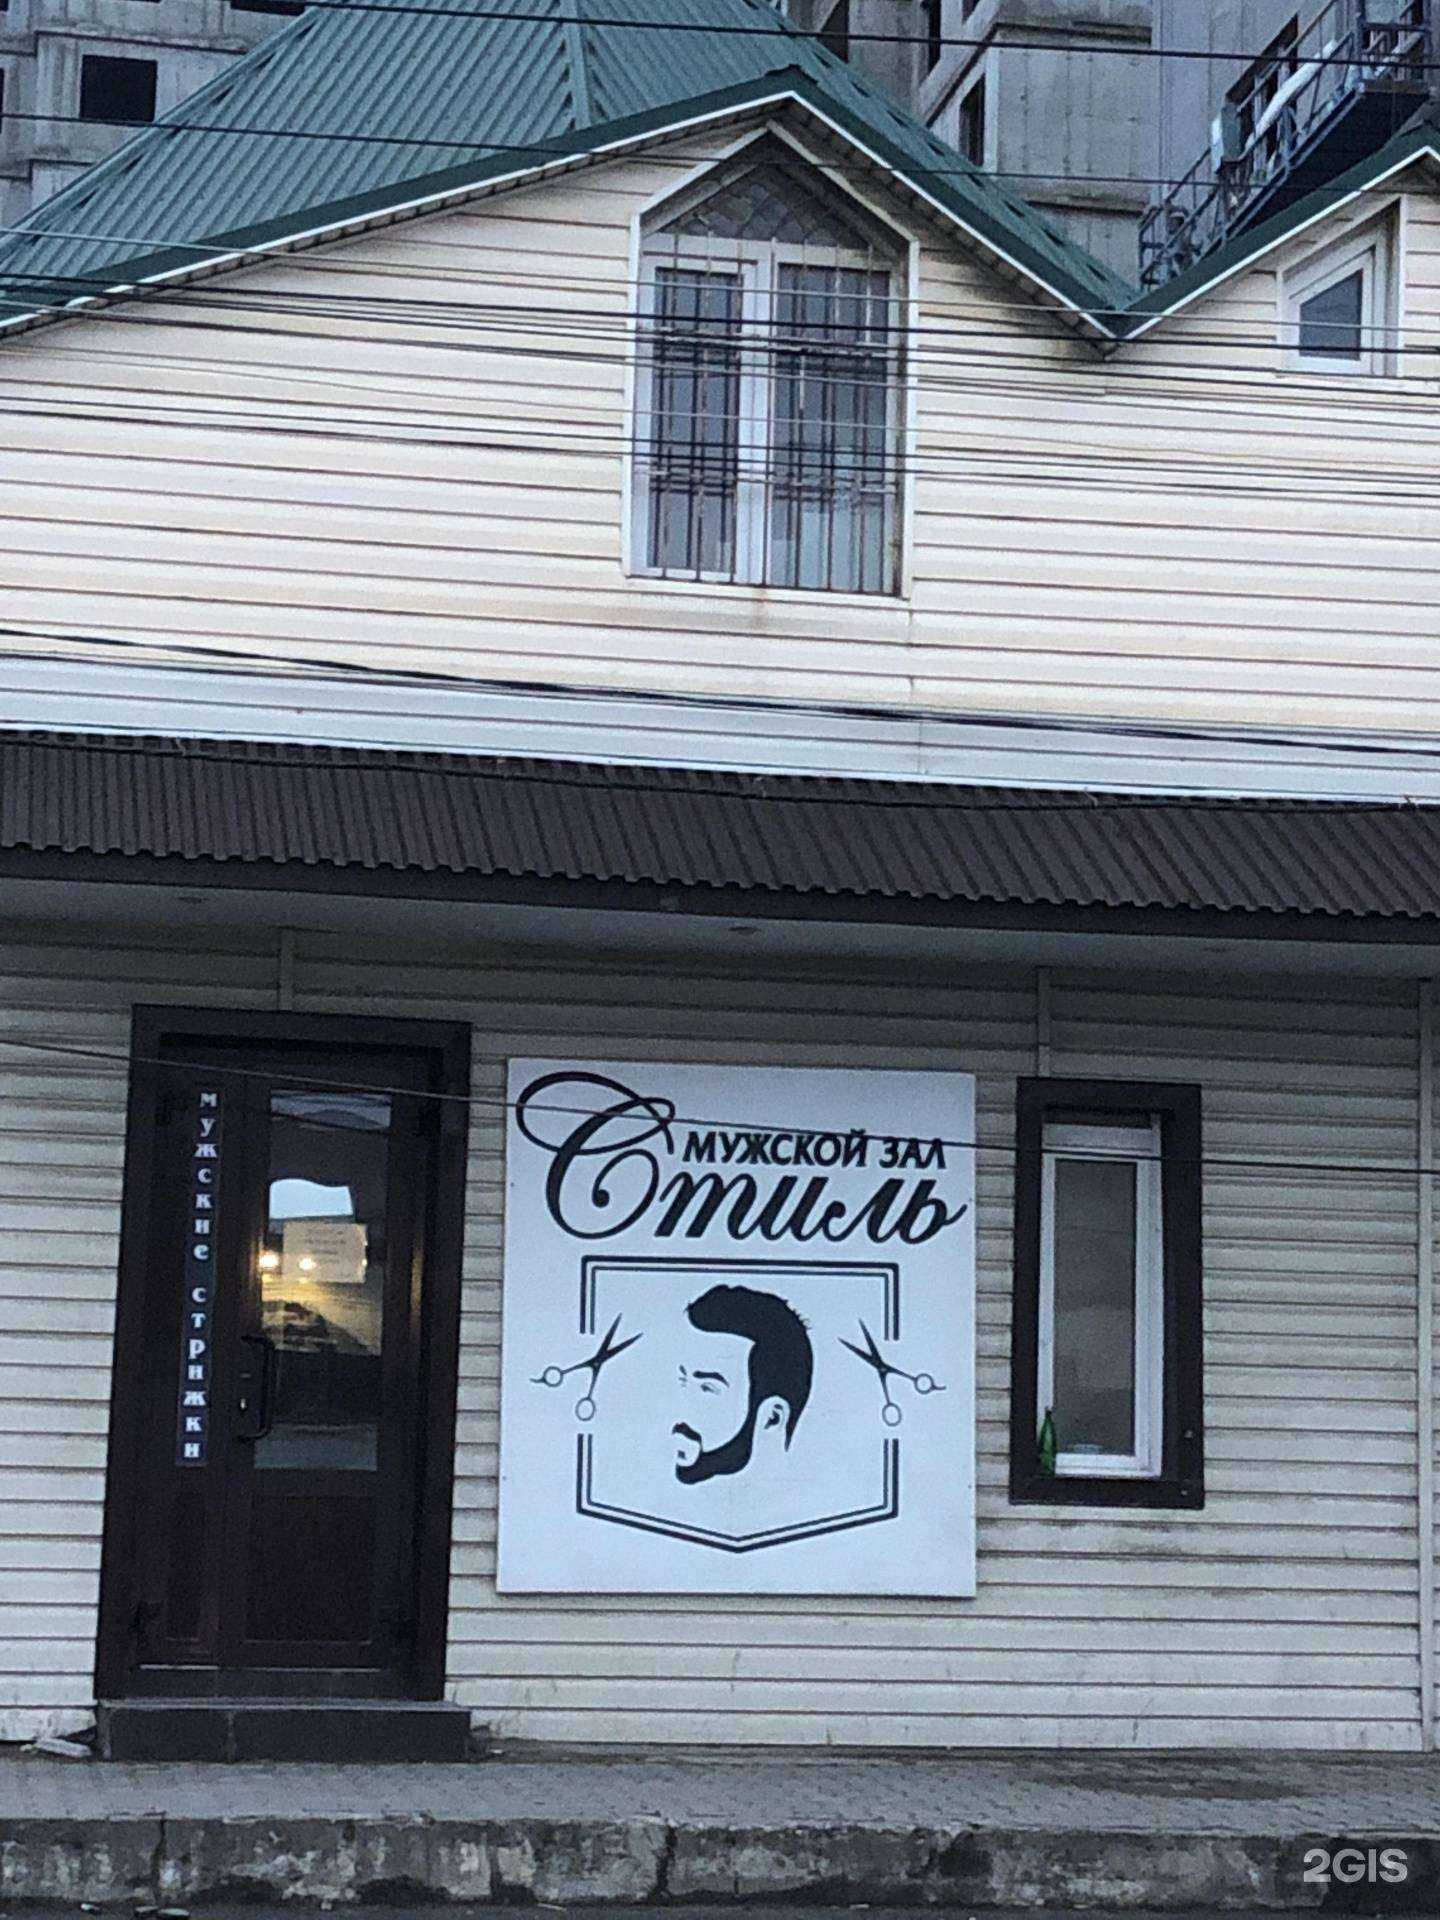 мужские стрижки
МУЖСКОЙ ЗАЛ
Стиль
2GIS